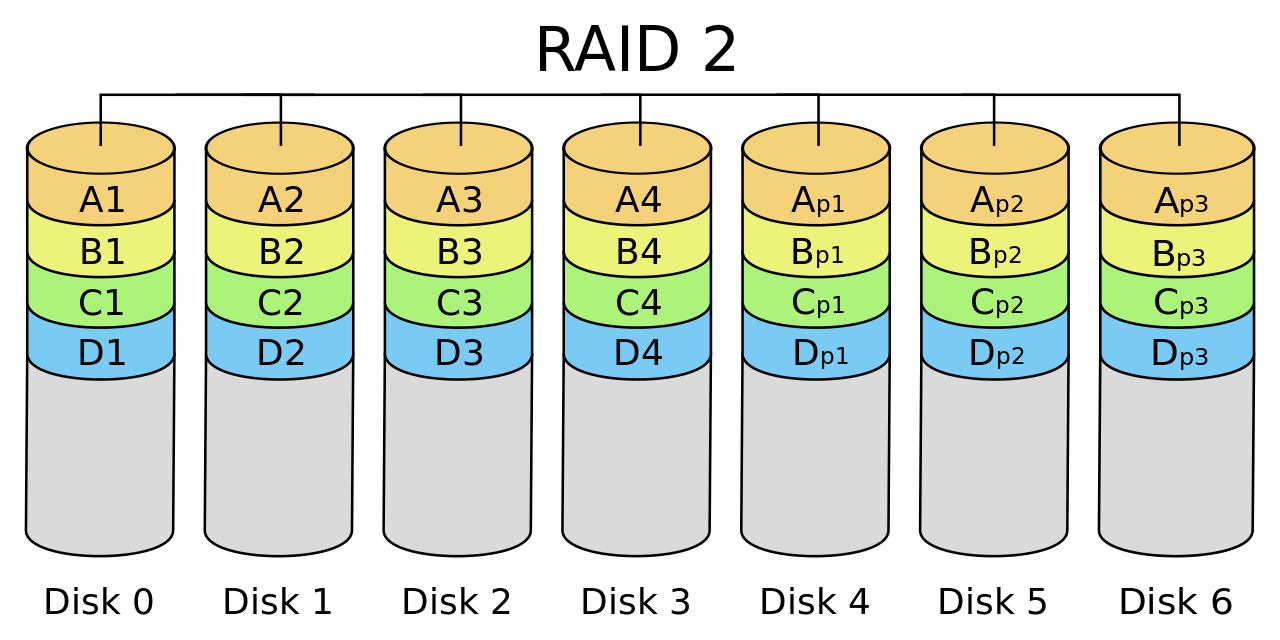 RAID 2
A1 A2 A3 A4 Ap1 Ap2 Ap3
B1 B2 B3 B4 Bp1 Bp2 Bp3
C1 C2 C3 C4 Cp1 Cp2 Cp3
D1 D2 D3 D4 Dp1 Dp2 Dp3
Disk 0 Disk 1 Disk 2 Disk 3 Disk 4 Disk 5 Disk 6